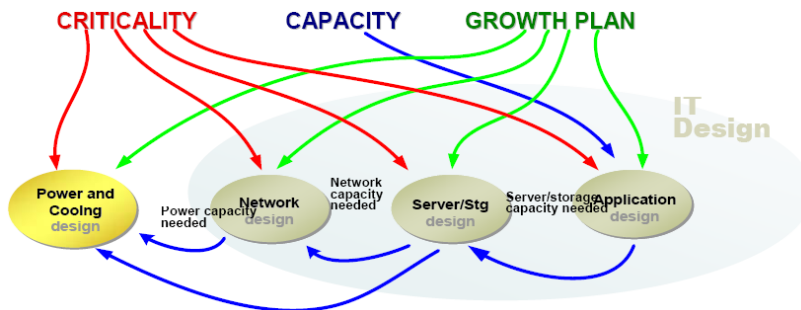 CRITICALITY
CAPACITY
GROWTH PLAN
IT
Design
Power and
Coolng
design
Power capacity
needed
Network
design
Network
capacity
needed
Server/Stg
design
Server/storage
capacity needed
Application
design